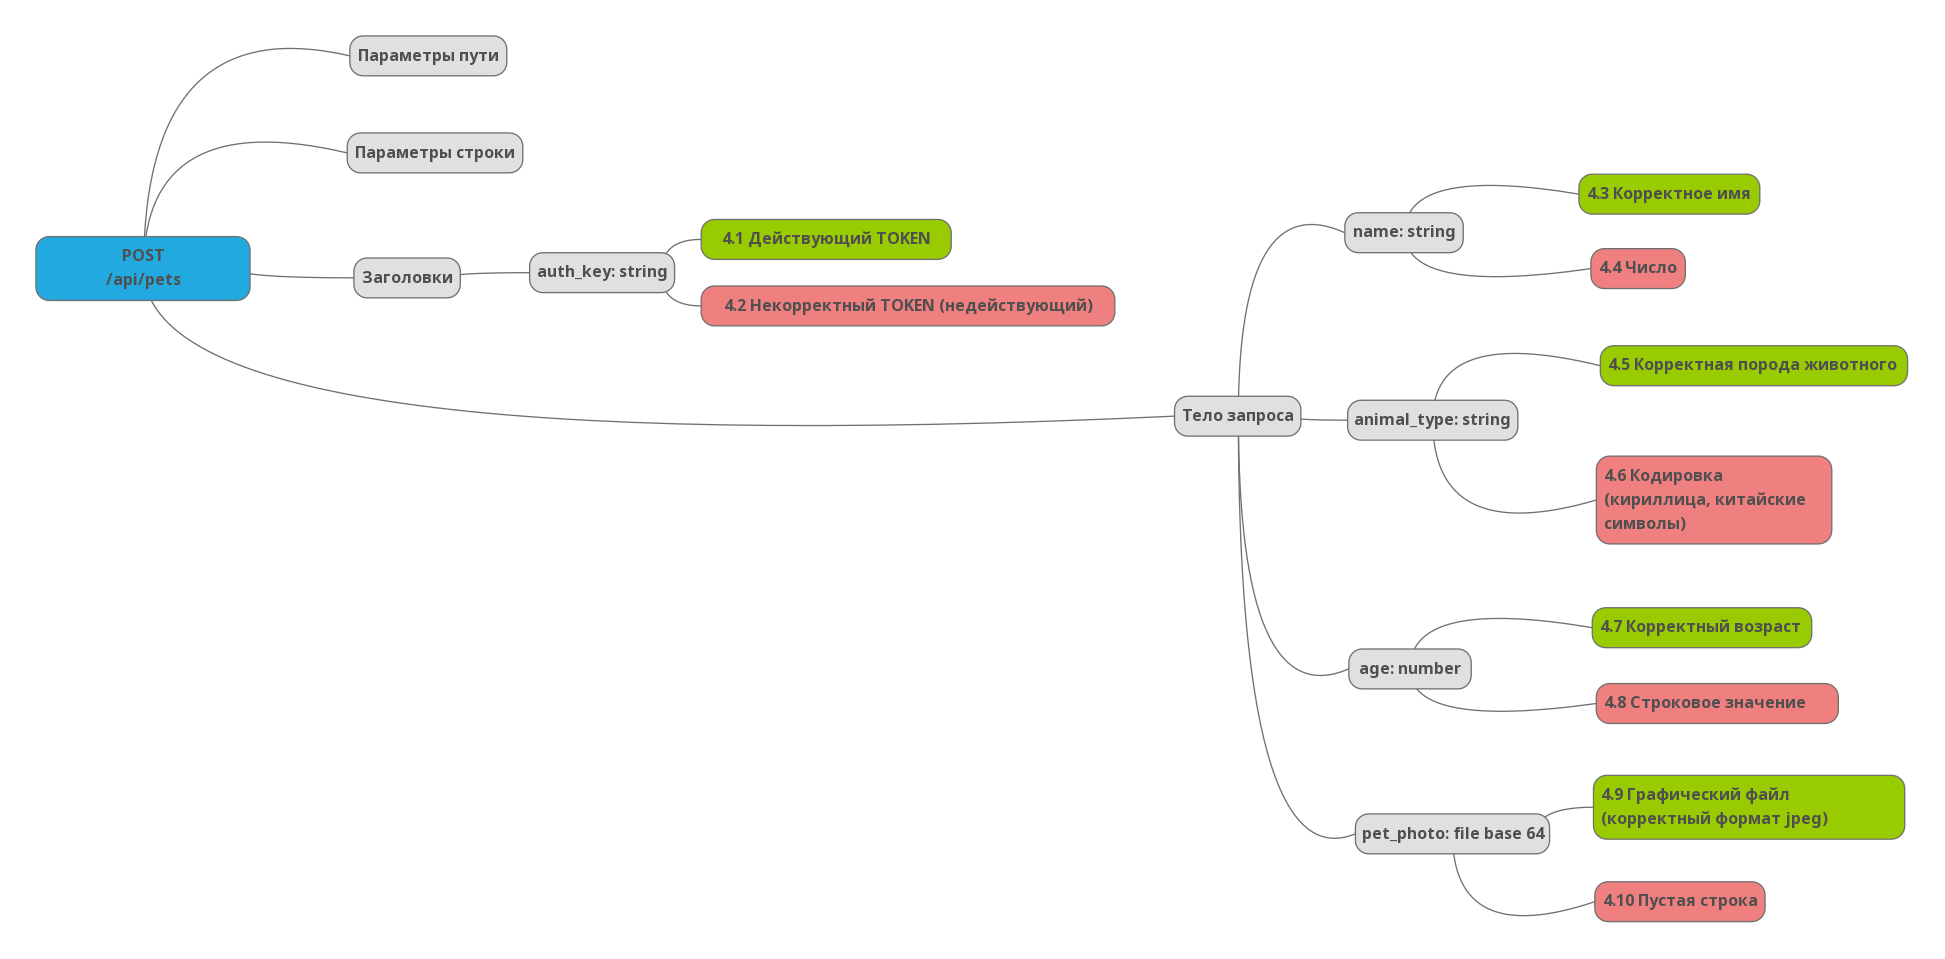 Параметры пути
Параметры строки
POST
/api/pets
Заголовки
auth_key: string
4.1 Действующий TOKEN
4.2 Некорректный TOKEN (недействующий)
Тело запроса
name: string
4.3 Корректное имя
4.4 Число
animal_type: string
4.5 Корректная порода животного
4.6 Кодировка
(кириллица, китайские
символы)
age: number
4.7 Корректный возраст
4.8 Строковое значение
pet_photo: file base 64
4.9 Графический файл
(корректный формат jpeg)
4.10 Пустая строка